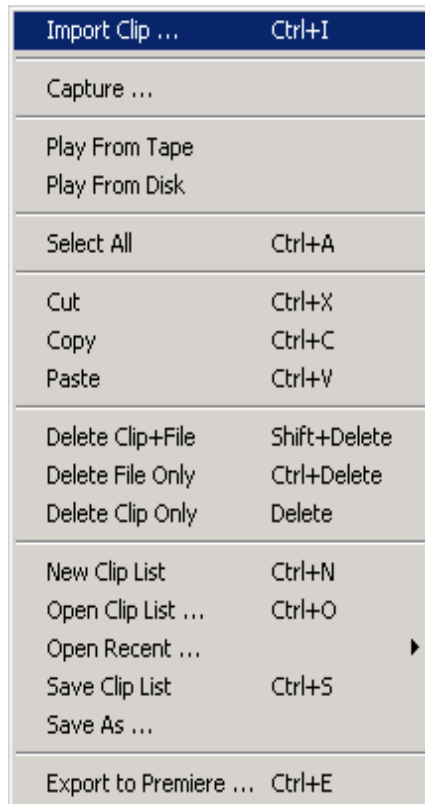 Import Clip ... Ctrl+I
Capture ...
Play From Tape
Play From Disk
Select All Ctrl+A
Cut Ctrl+X
Copy Ctrl+C
Paste Ctrl+V
Delete Clip+File Shift+Delete
Delete File Only Ctrl+Delete
Delete Clip Only Delete
New Clip List Ctrl+N
Open Clip List ... Ctrl+O
Open Recent ...
Save Clip List Ctrl+S
Save As ...
Export to Premiere ... Ctrl+E